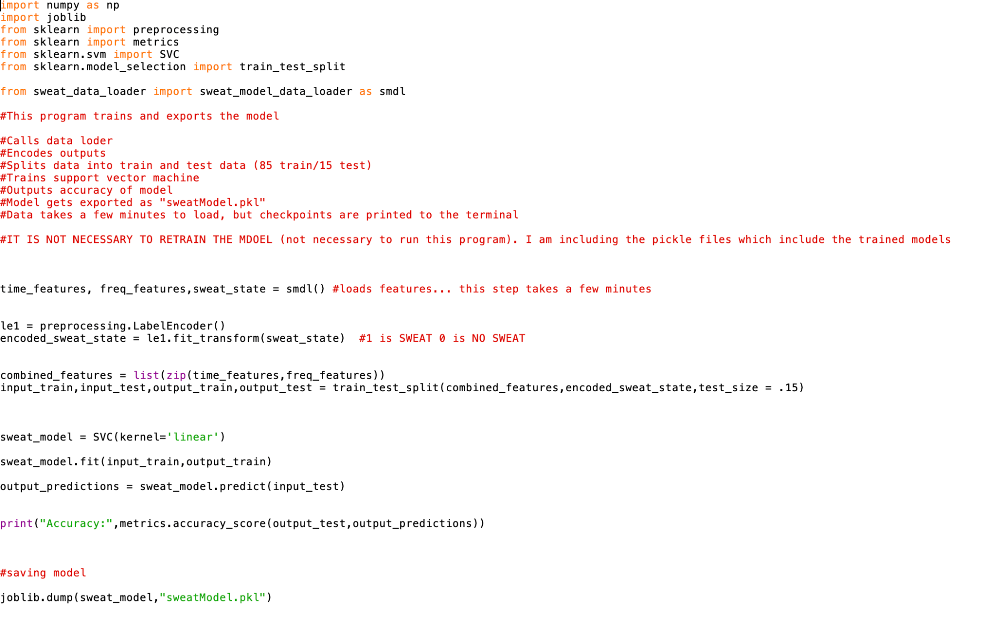 import numpy as np
import joblib
from sklearn import preprocessing
from sklearn import metrics
from sklearn.svm import SVC
from sklearn.model_selection import train_test_split
from sweat_data_loader import sweat_model_data_loader as smdl
#This program trains and exports the model
#Calls data loder
#Encodes outputs
#Splits data into train and test data (85 train/15 test)
#Trains support vector machine
#Outputs accuracy of model
#Model gets exported as "sweatModel.pkl"
#Data takes a few minutes to load, but checkpoints are printed to the terminal
#IT IS NOT NECESSARY TO RETRAIN THE MDOEL (not necessary to run this program). I am including the pickle files which include the trained models
time_features, freq_features,sweat_state = smdl() #loads features... this step takes a few minutes
le1 = preprocessing.LabelEncoder()
encoded_sweat_state = le1.fit_transform(sweat_state)  #1 is SWEAT 0 is NO SWEAT
combined_features = list(zip(time_features,freq_features))
input_train,input_test,output_train,output_test = train_test_split(combined_features,encoded_sweat_state,test_size = .15)
sweat_model = SVC(kernel='linear')
sweat_model.fit(input_train,output_train)
output_predictions = sweat_model.predict(input_test)
print("Accuracy:",metrics.accuracy_score(output_test,output_predictions))
#saving model
joblib.dump(sweat_model,"sweatModel.pkl")